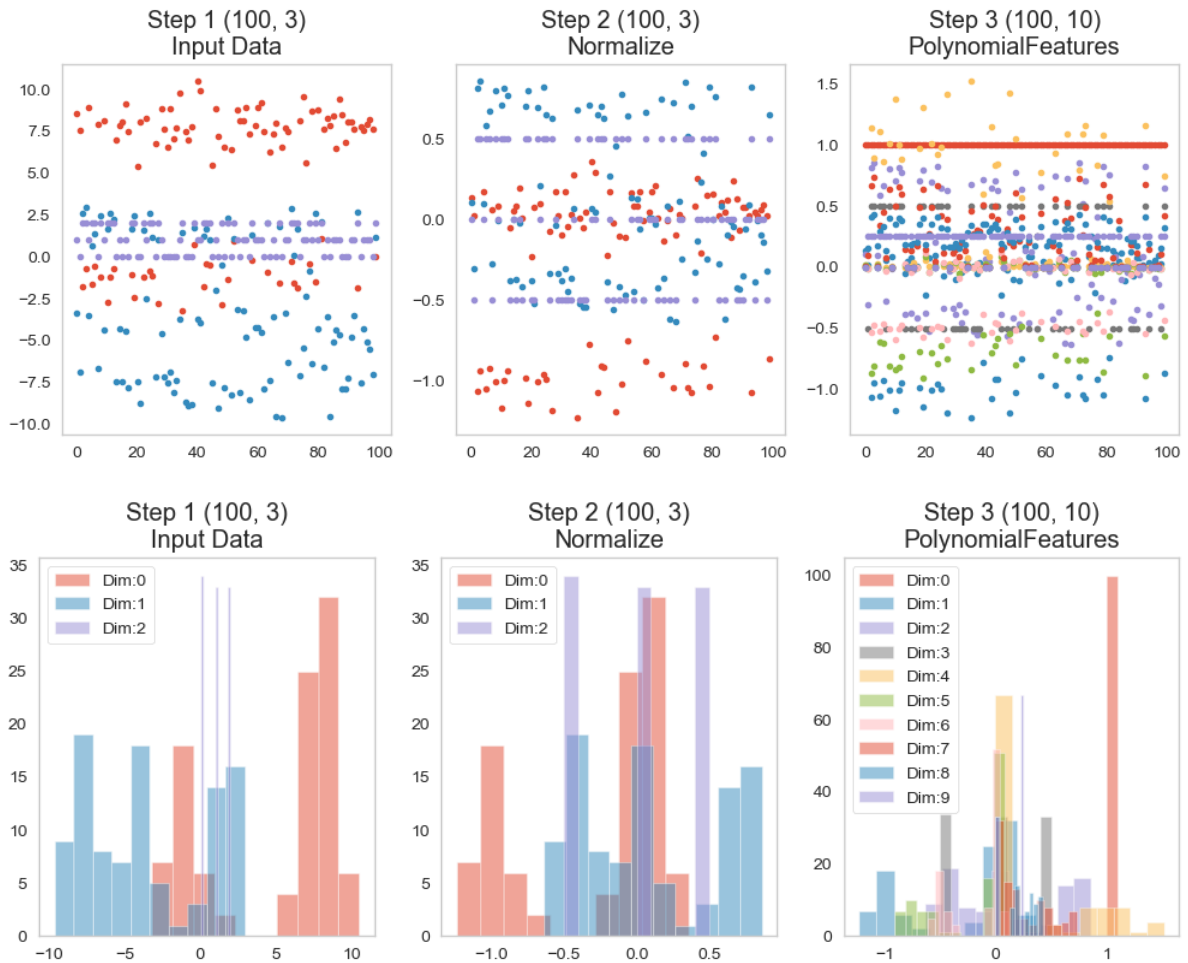 Step 1 (100, 3)
Input Data
10.0
7.5
5.0
2.5
0.0
−2.5
−5.0
−7.5
−10.0
0
20
40
60
80
100
Step 2 (100, 3)
Normalize
0.5
0.0
−0.5
−1.0
0
20
40
60
80
100
Step 3 (100, 10)
PolynomialFeatures
1.5
1.0
0.5
0.0
−0.5
−1.0
0
20
40
60
80
100
Step 1 (100, 3)
Input Data
35
30
25
20
15
10
5
0
Dim:0
Dim:1
Dim:2
−10
−5
0
5
10
Step 2 (100, 3)
Normalize
35
30
25
20
15
10
5
0
Dim:0
Dim:1
Dim:2
−1.0
−0.5
0.0
0.5
Step 3 (100, 10)
PolynomialFeatures
100
80
60
40
20
0
Dim:0
Dim:1
Dim:2
Dim:3
Dim:4
Dim:5
Dim:6
Dim:7
Dim:8
Dim:9
−1
0
1